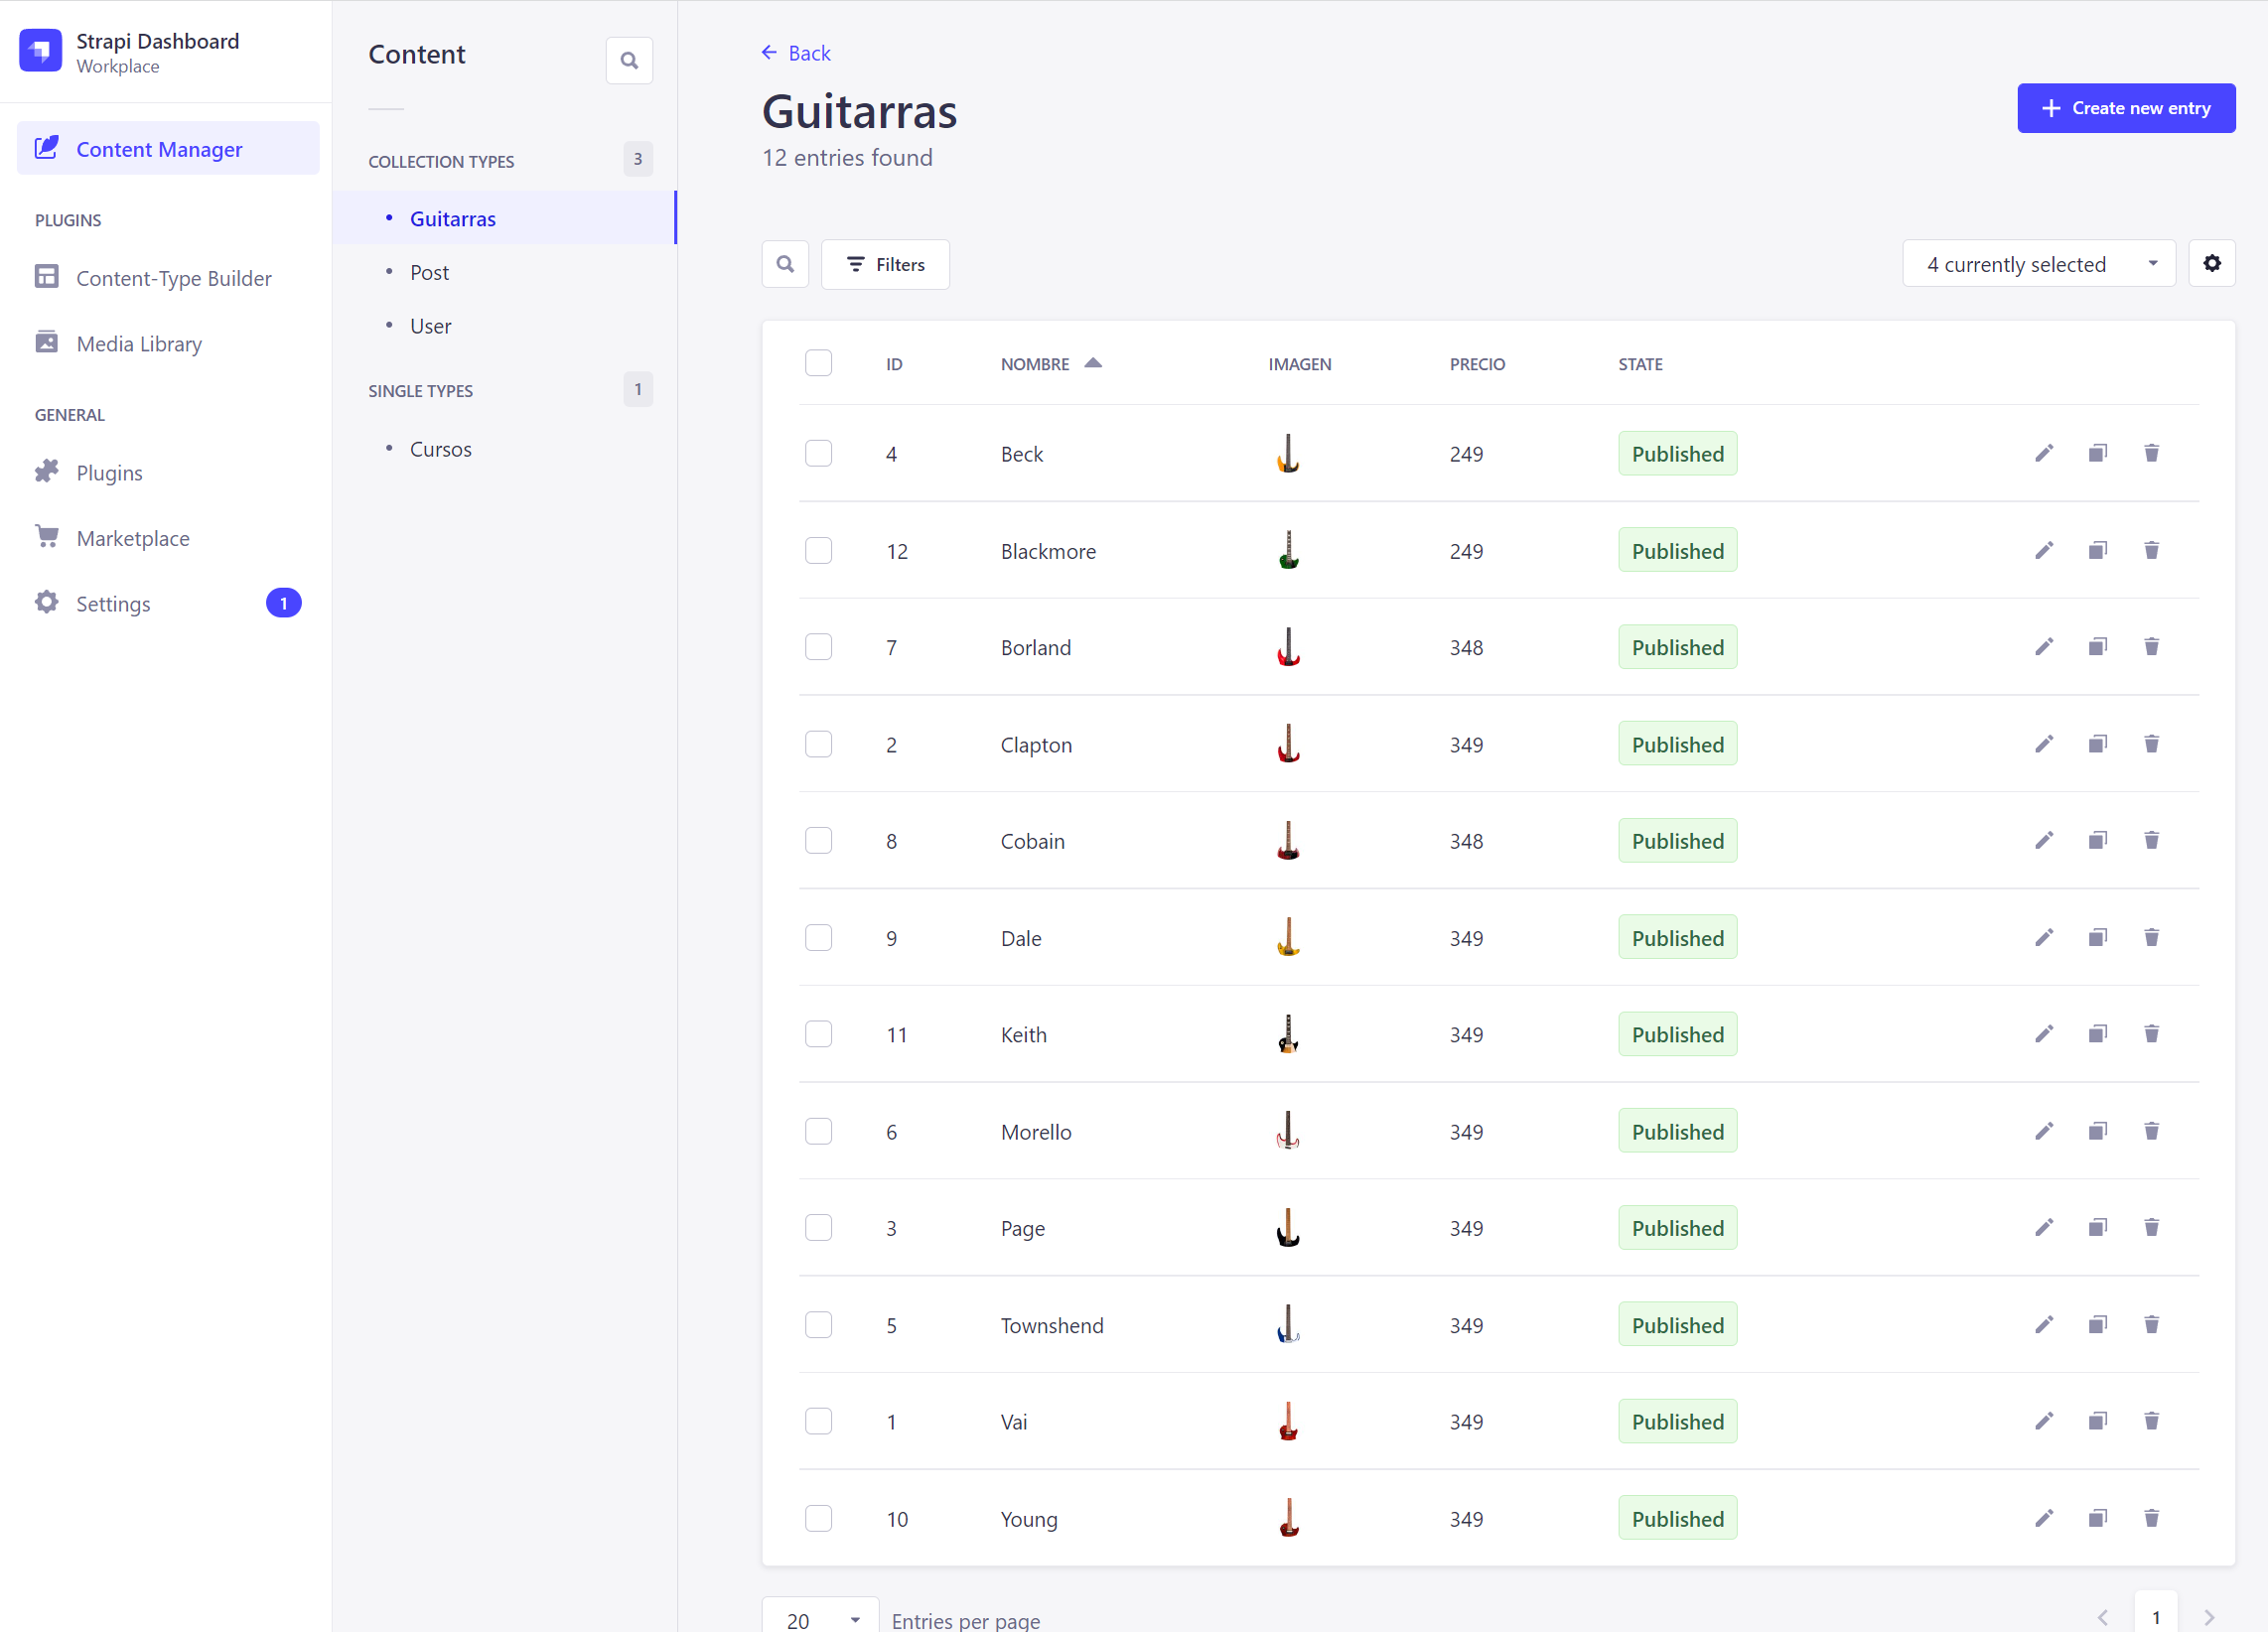 Strapi Dashboard
Workplace
Content Manager
PLUGINS
Content-Type Builder
Media Library
GENERAL
Plugins
Marketplace
Settings 1
Content
COLLECTION TYPES 3
Guitarras
Post
User
SINGLE TYPES 1
Cursos
Back
Guitarras
12 entries found
Create new entry
Filters
4 currently selected
ID NOMBRE IMAGEN PRECIO STATE
4 Beck 249 Published
12 Blackmore 249 Published
7 Borland 348 Published
2 Clapton 349 Published
8 Cobain 348 Published
9 Dale 349 Published
11 Keith 349 Published
6 Morello 349 Published
3 Page 349 Published
5 Townshend 349 Published
1 Vai 349 Published
10 Young 349 Published
20 Entries per page 1